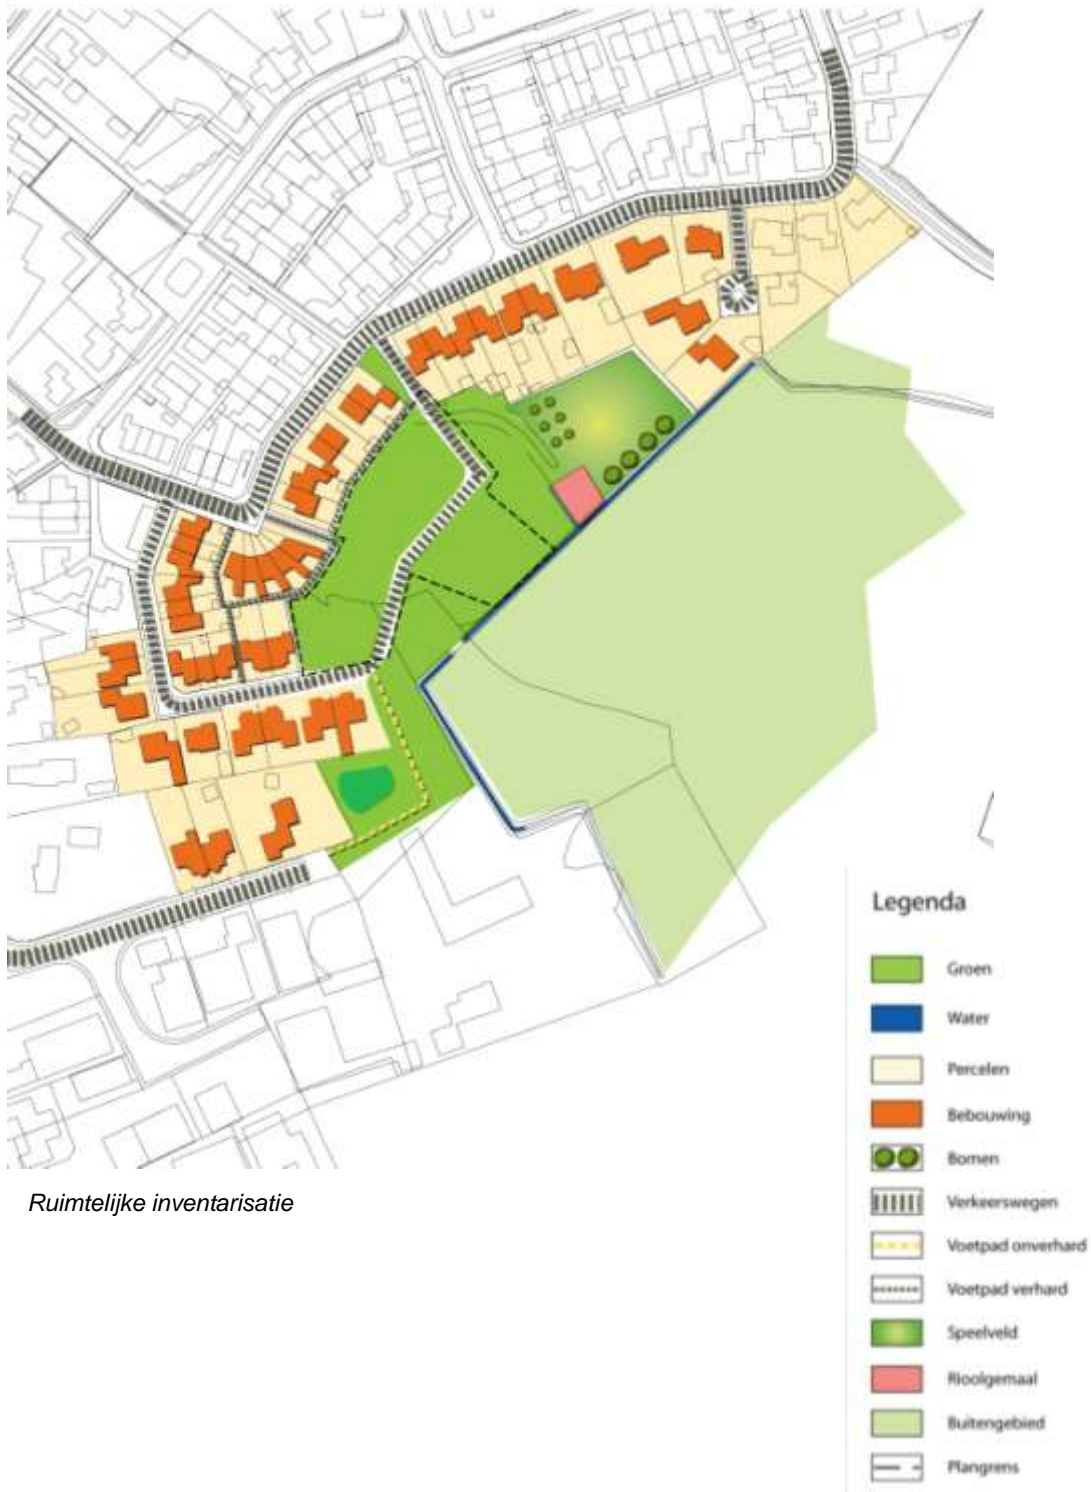 Legenda
Groen
Water
Percelen
Bebouwing
Bomen
Verkeerswegen
Voetpad onverhard
Voetpad verhard
Speelveld
Rioolgemaal
Buitengebied
Plangrens
Ruimtelijke inventarisatie